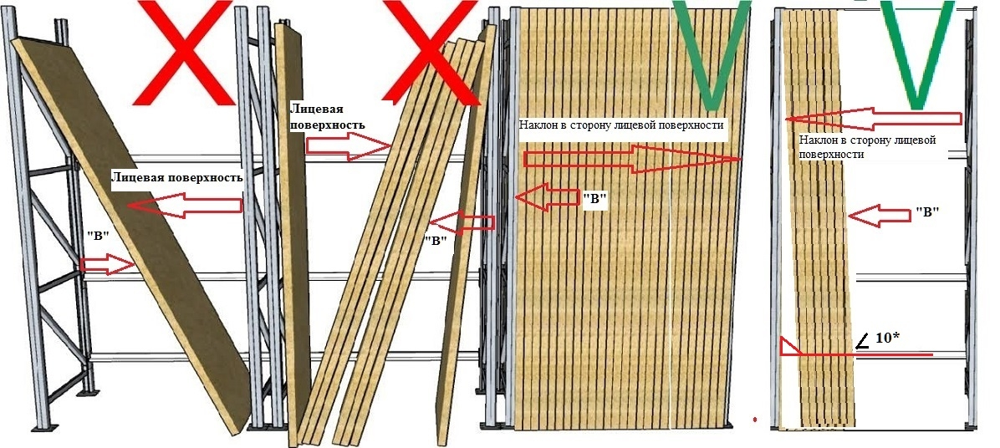 Лицевая
поверхность
Лицевая поверхность
"В"
"В"
Наклон в сторону лицевой поверхности
"В"
Наклон в сторону лицевой
поверхности
"В"
∠ 10*